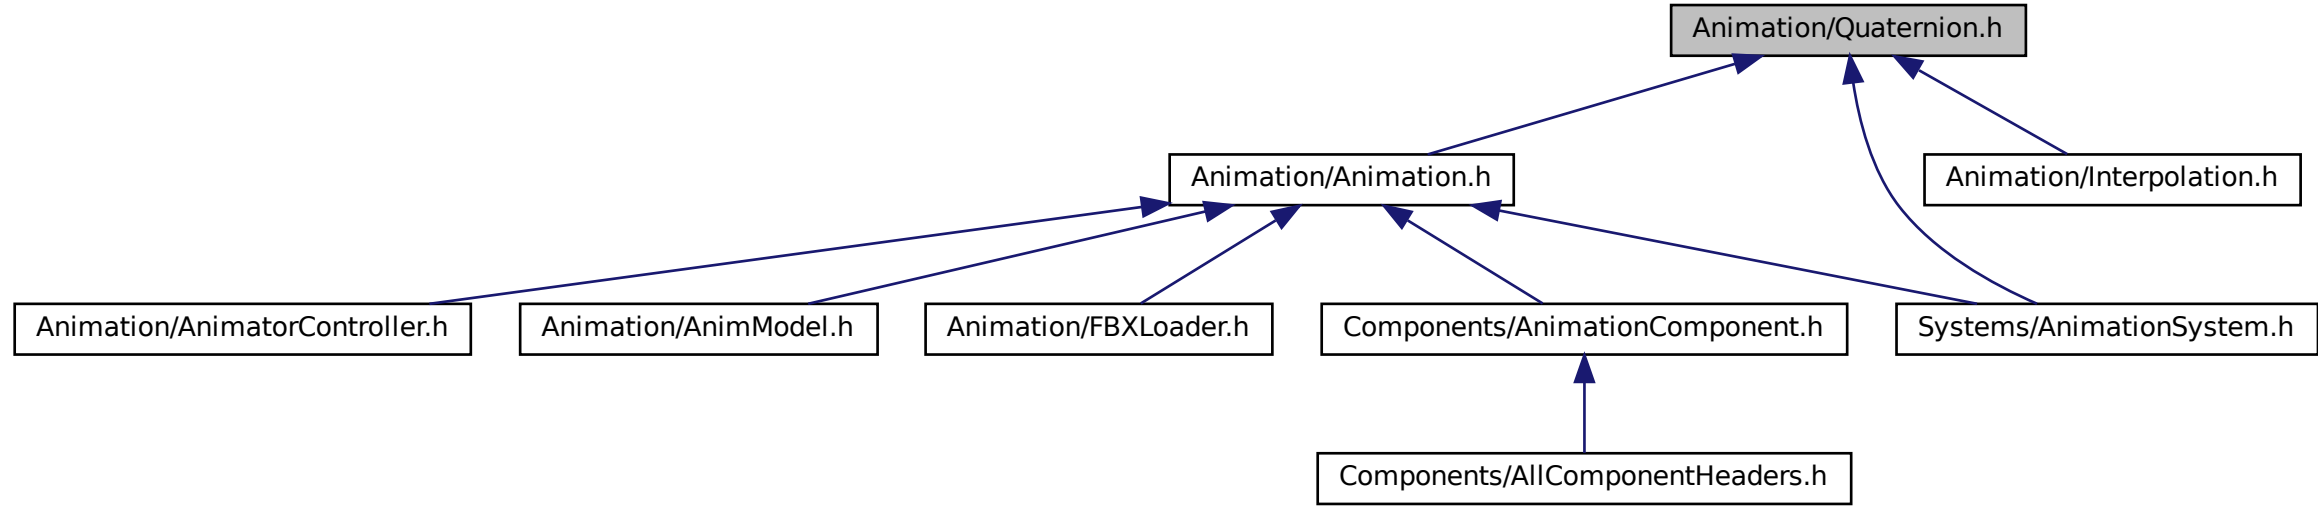 Animation/Quaternion.h
Animation/Animation.h
Animation/Interpolation.h
Animation/AnimatorController.h
Animation/AnimModel.h
Animation/FBXLoader.h
Components/AnimationComponent.h
Systems/AnimationSystem.h
Components/AllComponentHeaders.h